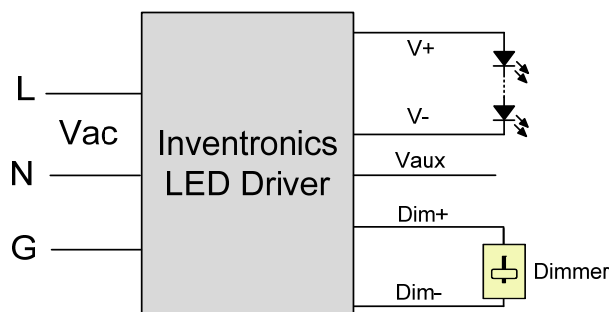 L
Vac
N
G
Inventronics
LED Driver
V+
V-
Vaux
Dim+
Dim-
Dimmer